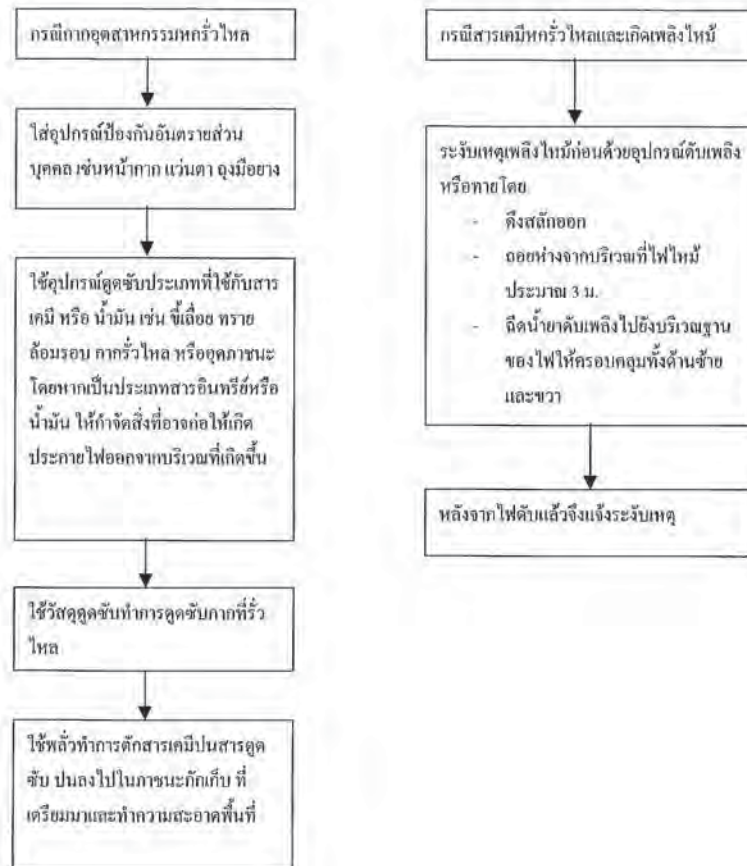 กรณีกากอุตสาหกรรมหกรั่วไหล
ใส่อุปกรณ์ป้องกันอันตรายส่วน
บุคคล เช่นหน้ากาก แว่นตา ถุงมือยาง
ใช้อุปกรณ์ดูดซับประเภทที่ใช้กับสาร
เคมี หรือ น้ำมัน เช่น ขี้เลื่อย ทราย
ล้อมรอบ กากรั่วไหล หรืออุดภาชนะ
โดยหากเป็นประเภทสารอินทรีย์หรือ
น้ำมัน ให้กำจัดสิ่งที่อาจก่อให้เกิด
ประกายไฟออกจากบริเวณที่เกิดขึ้น
ใช้วัสดุดูดซับทำการดูดซับกากที่รั่ว
ไหล
ใช้พลั่วทำการตักสารเคมีปนสารดูด
ซับ ปนลงไปในภาชนะกักเก็บ ที่
เตรียมมาและทำความสะอาดพื้นที่
กรณีสารเคมีหกรั่วไหลและเกิดเพลิงไหม้
ระงับเหตุเพลิงไหม้ก่อนด้วยอุปกรณ์ดับเพลิง
หรือทายโดย
- ดึงสลักออก
- ถอยห่างจากบริเวณที่ไฟไหม้
ประมาณ 3 ม.
- ฉีดน้ำยาดับเพลิงไปยังบริเวณฐาน
ของไฟให้ครอบคลุมทั้งด้านซ้าย
และขวา
หลังจากไฟดับแล้วจึงแจ้งระงับเหตุ